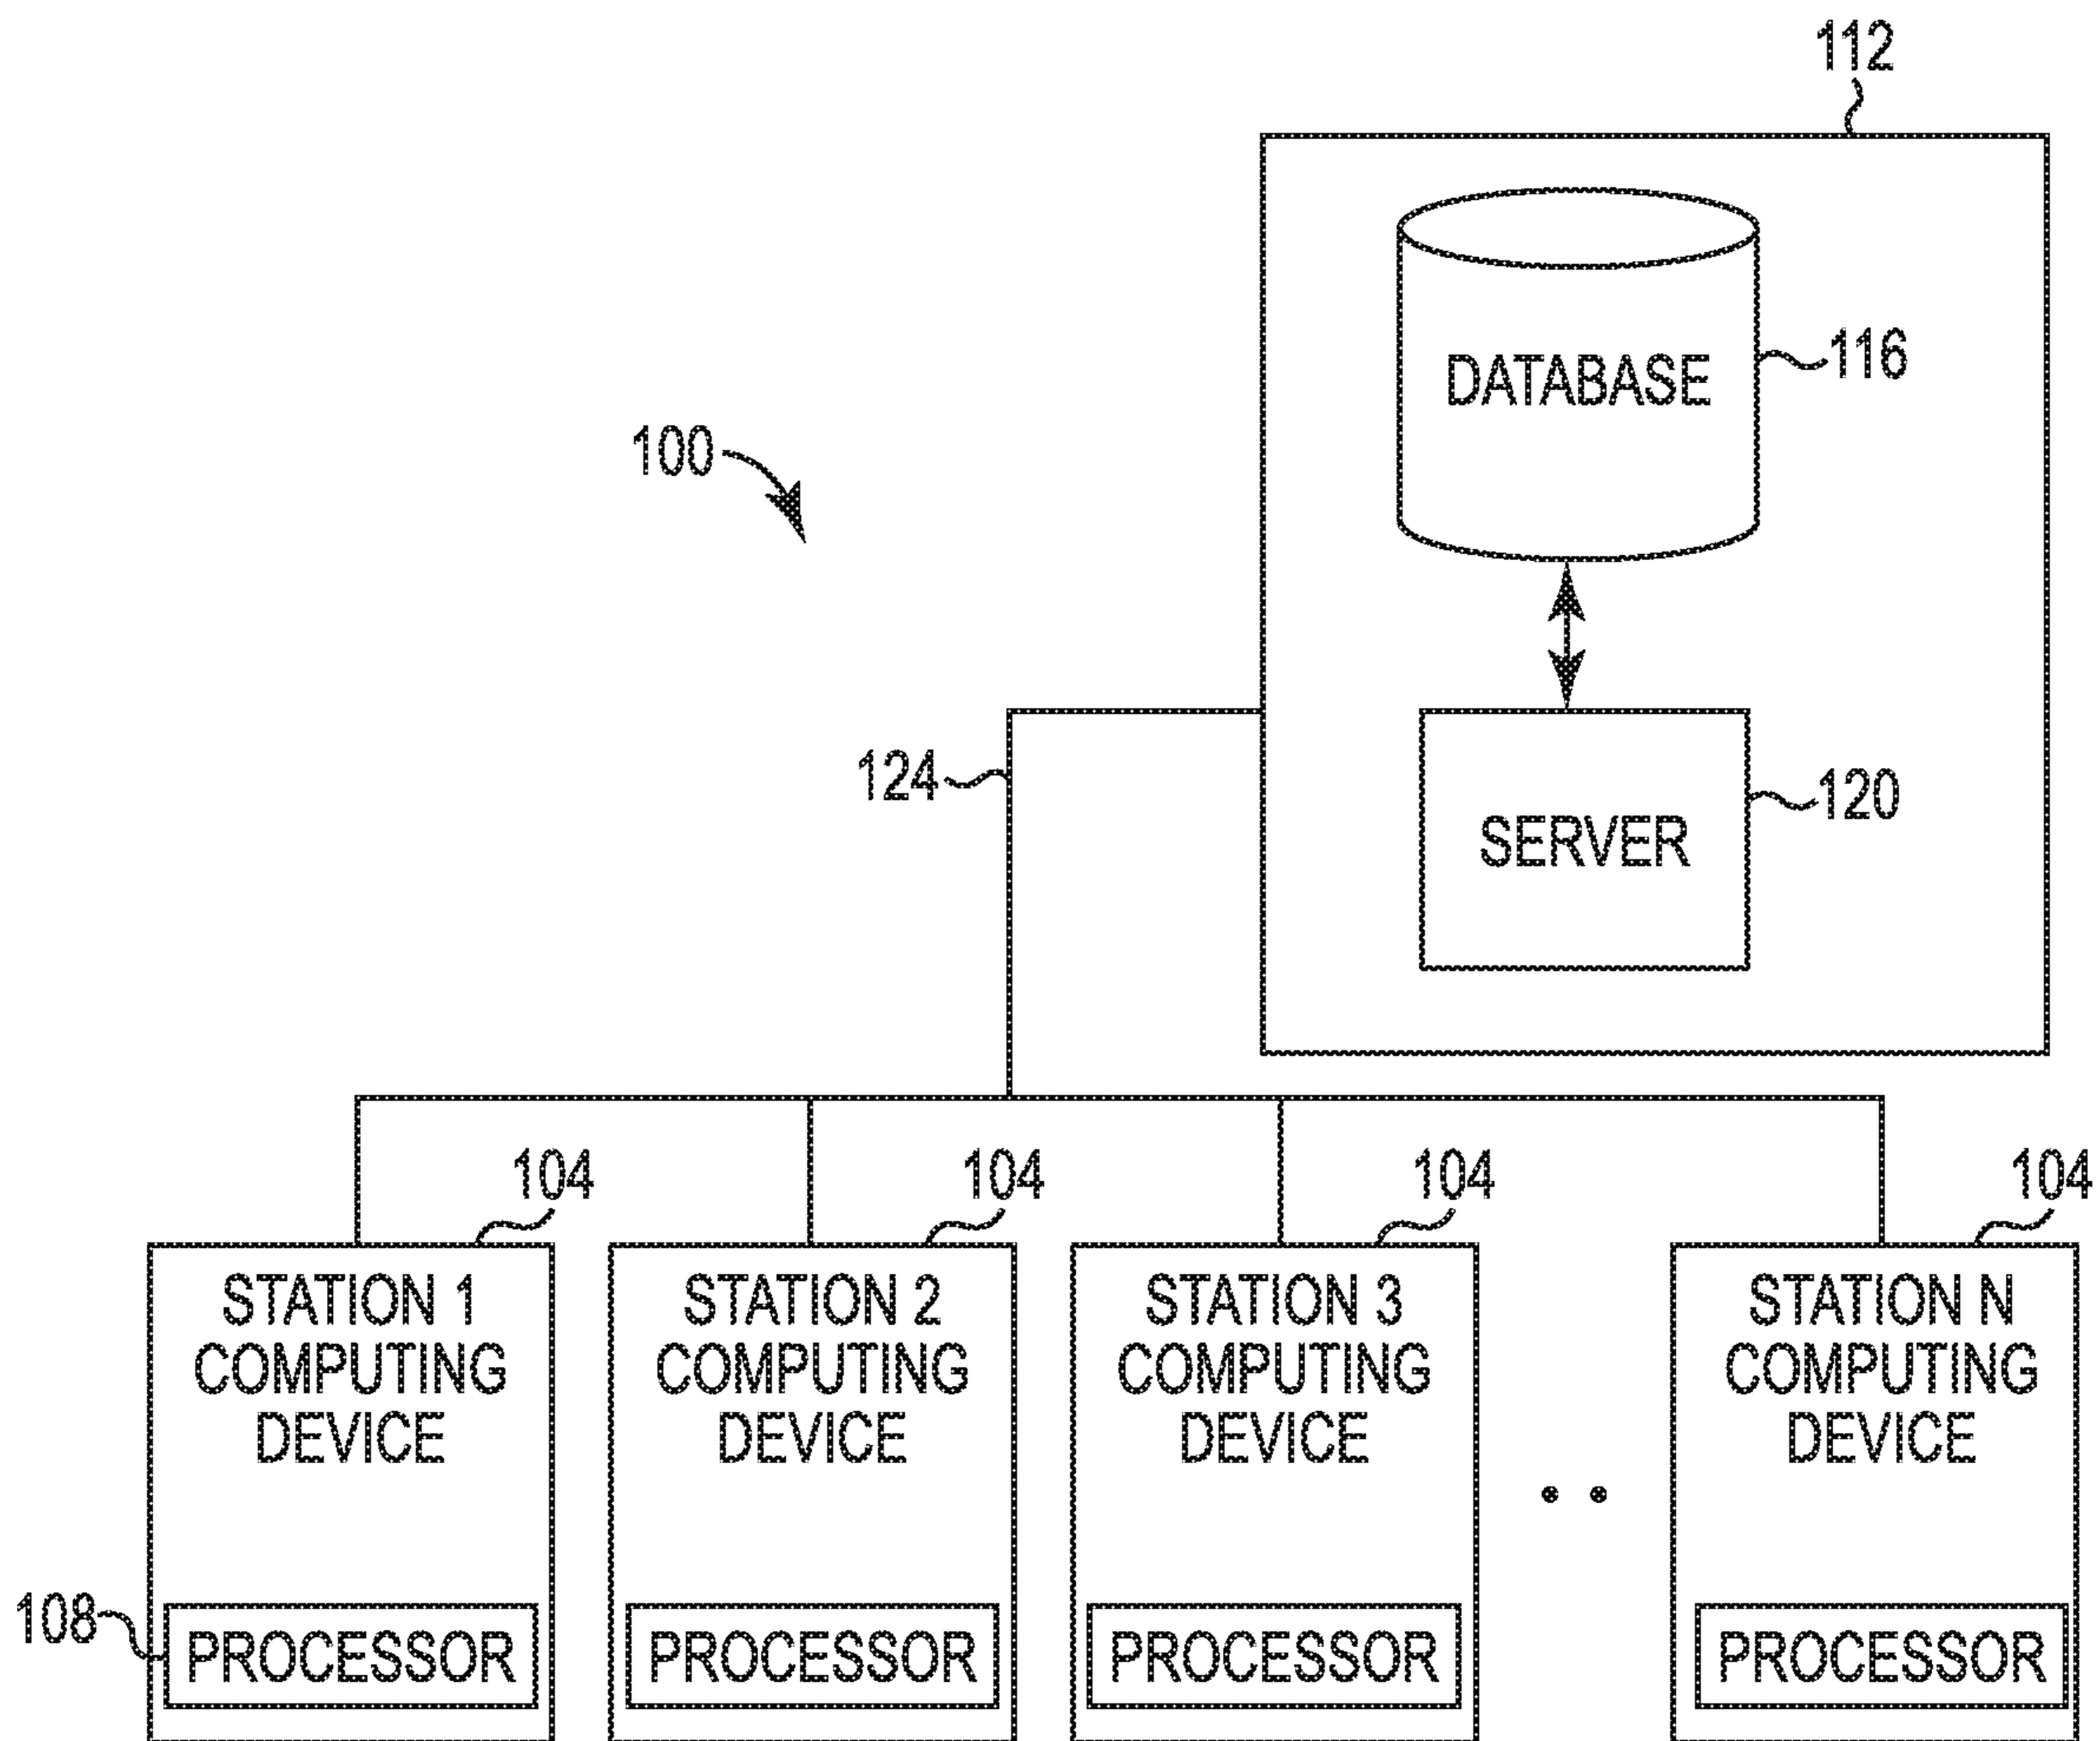 112
DATABASE
116
100
124
SERVER
120
104
104
104
104
STATION 1
COMPUTING
DEVICE
STATION 2
COMPUTING
DEVICE
STATION 3
COMPUTING
DEVICE
STATION N
COMPUTING
DEVICE
108
PROCESSOR
PROCESSOR
PROCESSOR
PROCESSOR